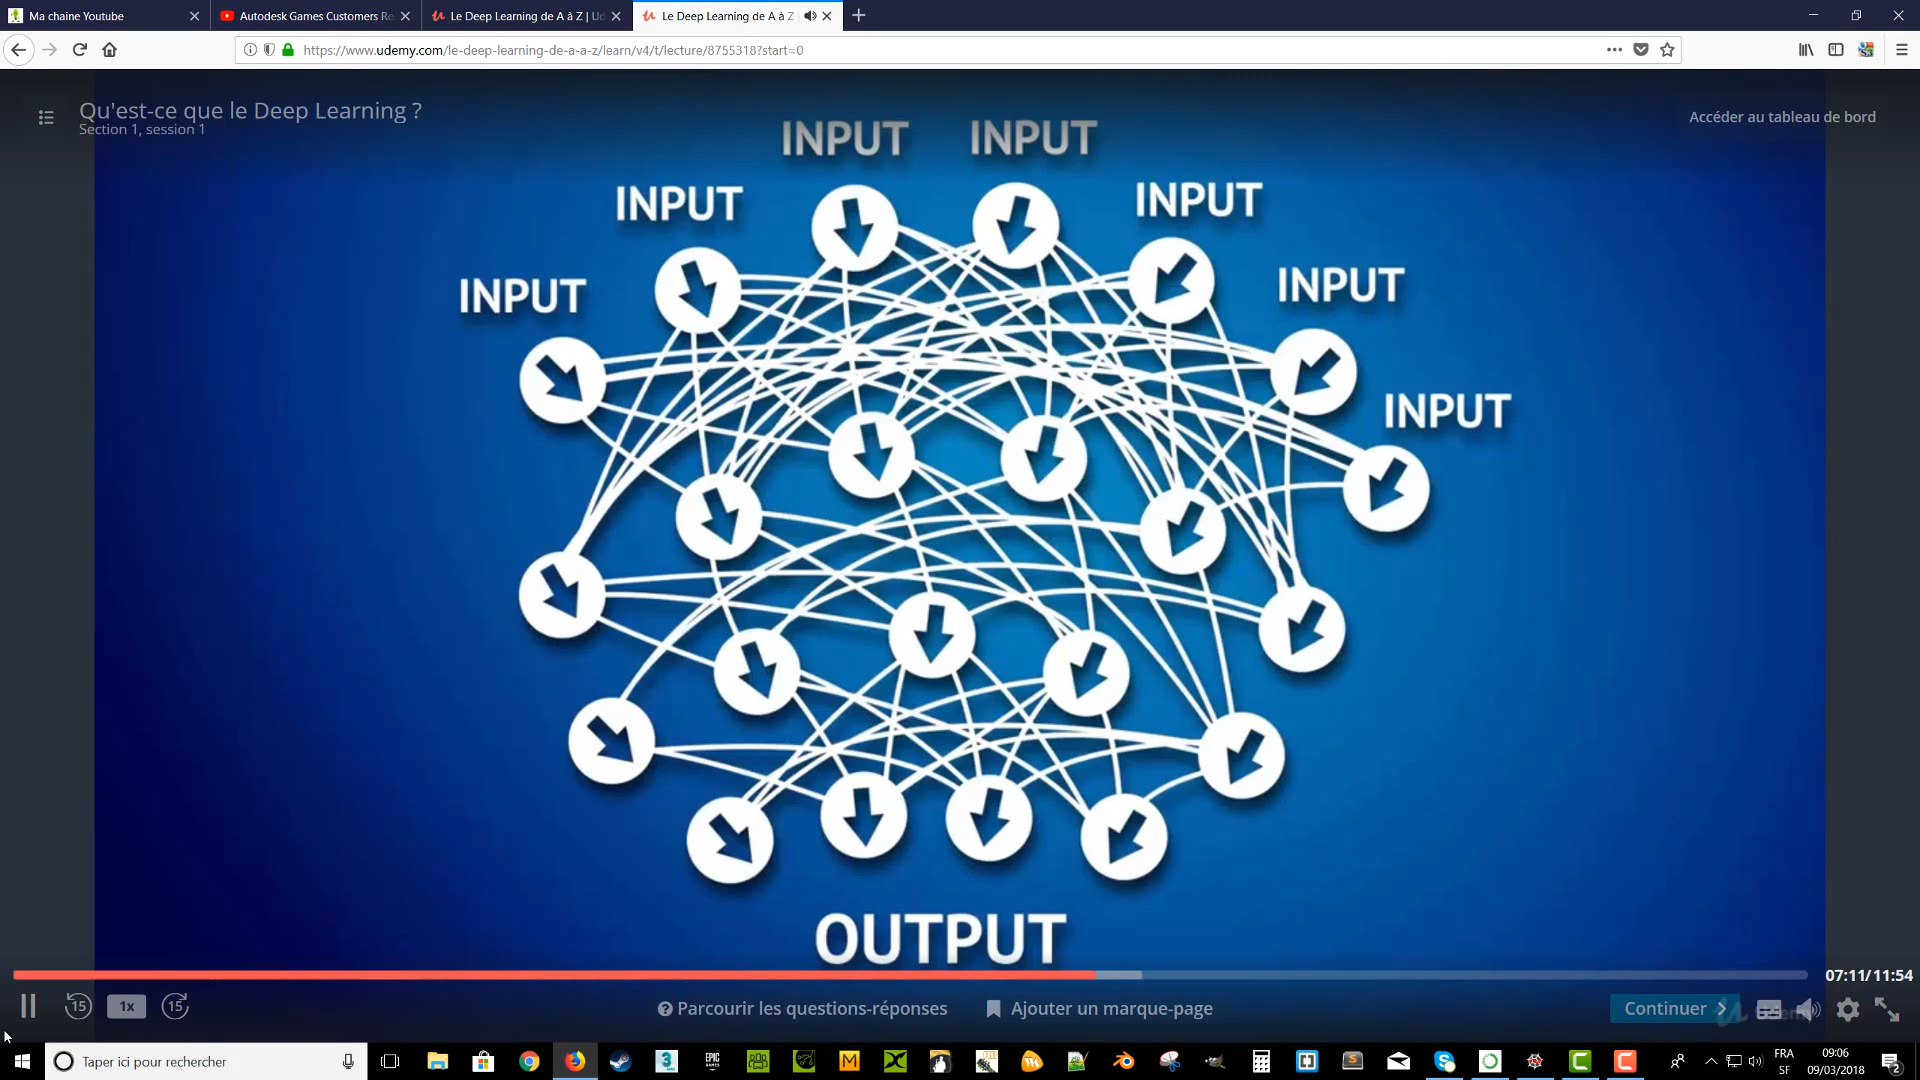 Ma chaine Youtube
Autodesk Games Customers Re
Le Deep Learning de A à Z | Ud
Le Deep Learning de A à Z |
https://www.udemy.com/le-deep-learning-de-a-a-z/learn/v4/t/lecture/8755318?start=0
Qu'est-ce que le Deep Learning ?
Section 1, session 1
Accéder au tableau de bord
INPUT INPUT
INPUT INPUT
INPUT INPUT
INPUT
OUTPUT
07:11/11:54
15 1x 15
Parcourir les questions-réponses
Ajouter un marque-page
Continuer
Taper ici pour rechercher
3
EPIC
GAMES
M
FRA
SF
09:06
09/03/2018
2